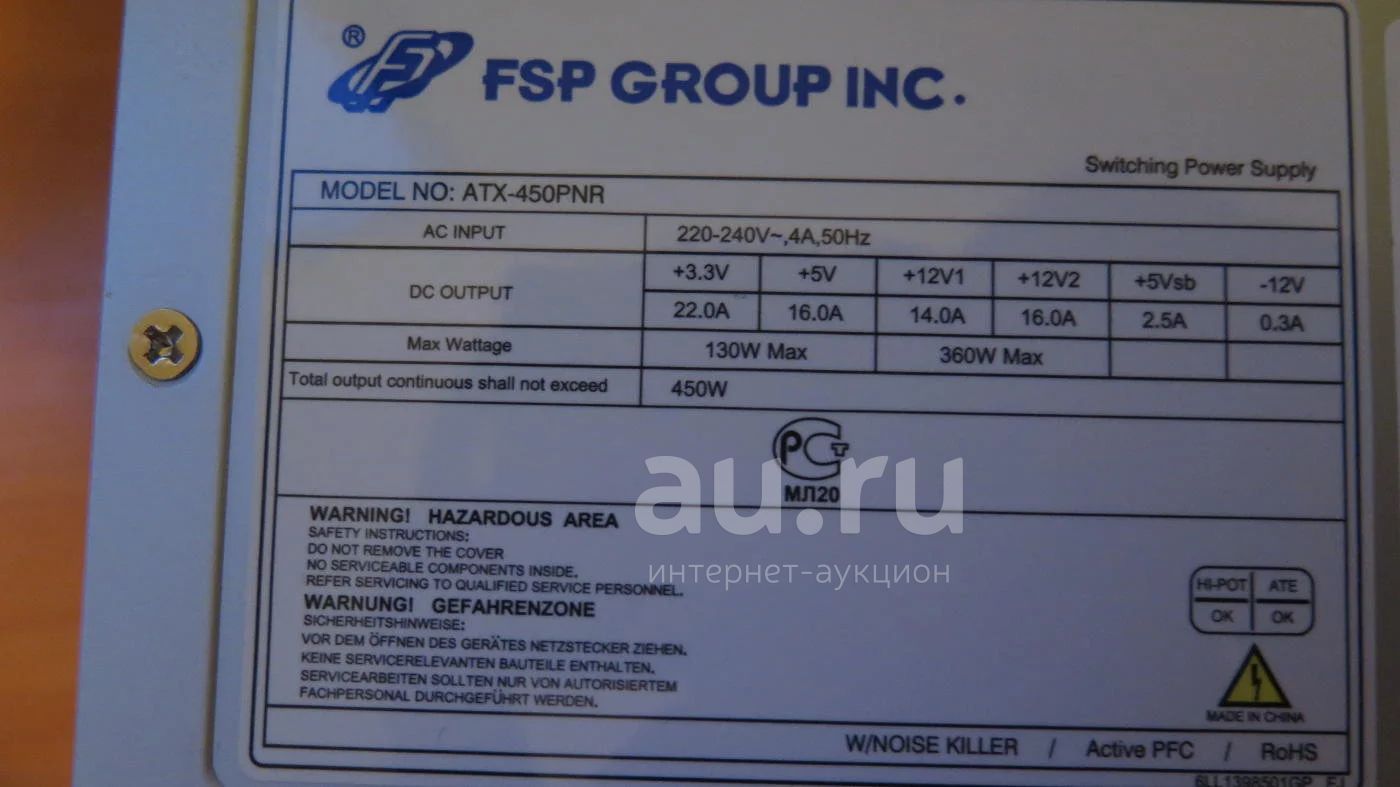 ®
FSP GROUP INC.
Switching Power Supply
MODEL NO: ATX-450PNR
AC INPUT 220-240V~,4A,50Hz
DC OUTPUT +3.3V +5V +12V1 +12V2 +5Vsb -12V
22.0A 16.0A 14.0A 16.0A 2.5A 0.3A
Max Wattage 130W Max 360W Max
Total output continuous shall not exceed 450W
РСТ
МЛ20
au.ru
интернет-аукцион
WARNING! HAZARDOUS AREA
SAFETY INSTRUCTIONS:
DO NOT REMOVE THE COVER
NO SERVICEABLE COMPONENTS INSIDE.
REFER SERVICING TO QUALIFIED SERVICE PERSONNEL.
WARNUNG! GEFAHRENZONE
SICHERHEITSHINWEISE:
VOR DEM ÖFFNEN DES GERÄTES NETZSTECKER ZIEHEN.
KEINE SERVICERELEVANTEN BAUTEILE ENTHALTEN.
SERVICEARBEITEN SOLLTEN NUR VON AUTORISIERTEM
FACHPERSONAL DURCHGEFÜHRT WERDEN.
HI-POT ATE
OK OK
MADE IN CHINA
W/NOISE KILLER / Active PFC / RoHS
6LL1398501GP